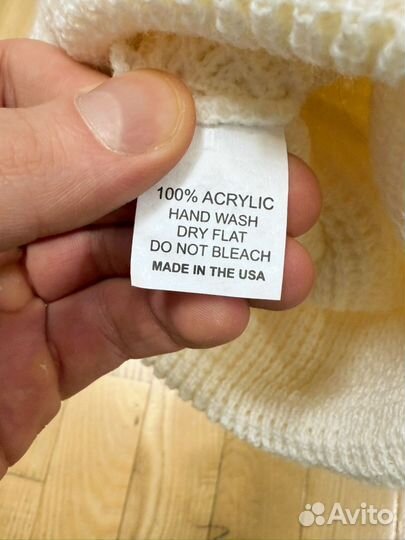 100% ACRYLIC
HAND WASH
DRY FLAT
DO NOT BLEACH
MADE IN THE USA
Avito